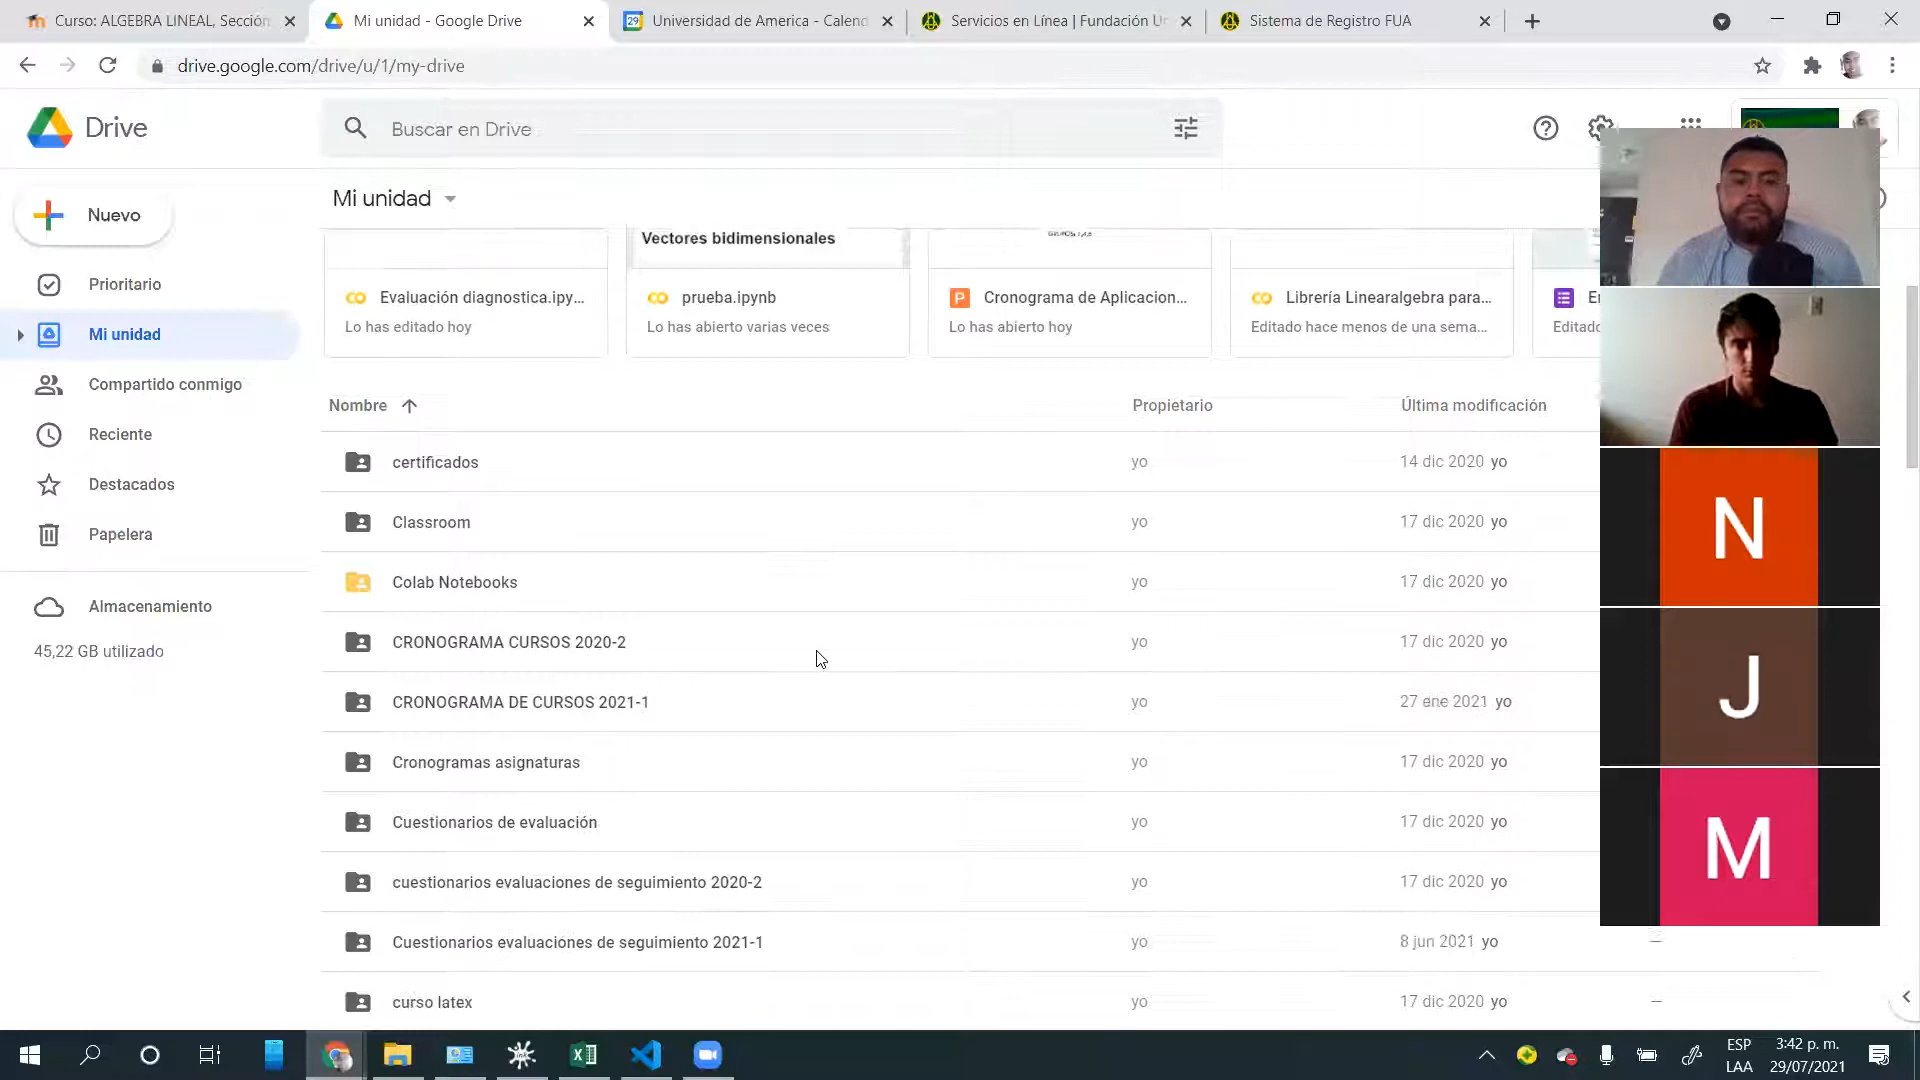 Curso: ALGEBRA LINEAL, Sección
Mi unidad - Google Drive
29
Universidad de America - Calend
Servicios en Línea | Fundación Un
Sistema de Registro FUA
drive.google.com/drive/u/1/my-drive
Drive
Buscar en Drive
Nuevo
Mi unidad
Prioritario
Mi unidad
Compartido conmigo
Reciente
Destacados
Papelera
Almacenamiento
45,22 GB utilizado
Vectores bidimensionales
Evaluación diagnostica.ipy...
Lo has editado hoy
prueba.ipynb
Lo has abierto varias veces
P
Cronograma de Aplicacion...
Lo has abierto hoy
Librería Linearalgebra para...
Editado hace menos de una sema...
Editado
Nombre Propietario Última modificación
certificados yo 14 dic 2020 yo
Classroom yo 17 dic 2020 yo
Colab Notebooks yo 17 dic 2020 yo
CRONOGRAMA CURSOS 2020-2 yo 17 dic 2020 yo
CRONOGRAMA DE CURSOS 2021-1 yo 27 ene 2021 yo
Cronogramas asignaturas yo 17 dic 2020 yo
Cuestionarios de evaluación yo 17 dic 2020 yo
cuestionarios evaluaciones de seguimiento 2020-2 yo 17 dic 2020 yo
Cuestionarios evaluaciones de seguimiento 2021-1 yo 8 jun 2021 yo —
curso latex yo 17 dic 2020 yo —
N
J
M
ESP
LAA
3:42 p. m.
29/07/2021